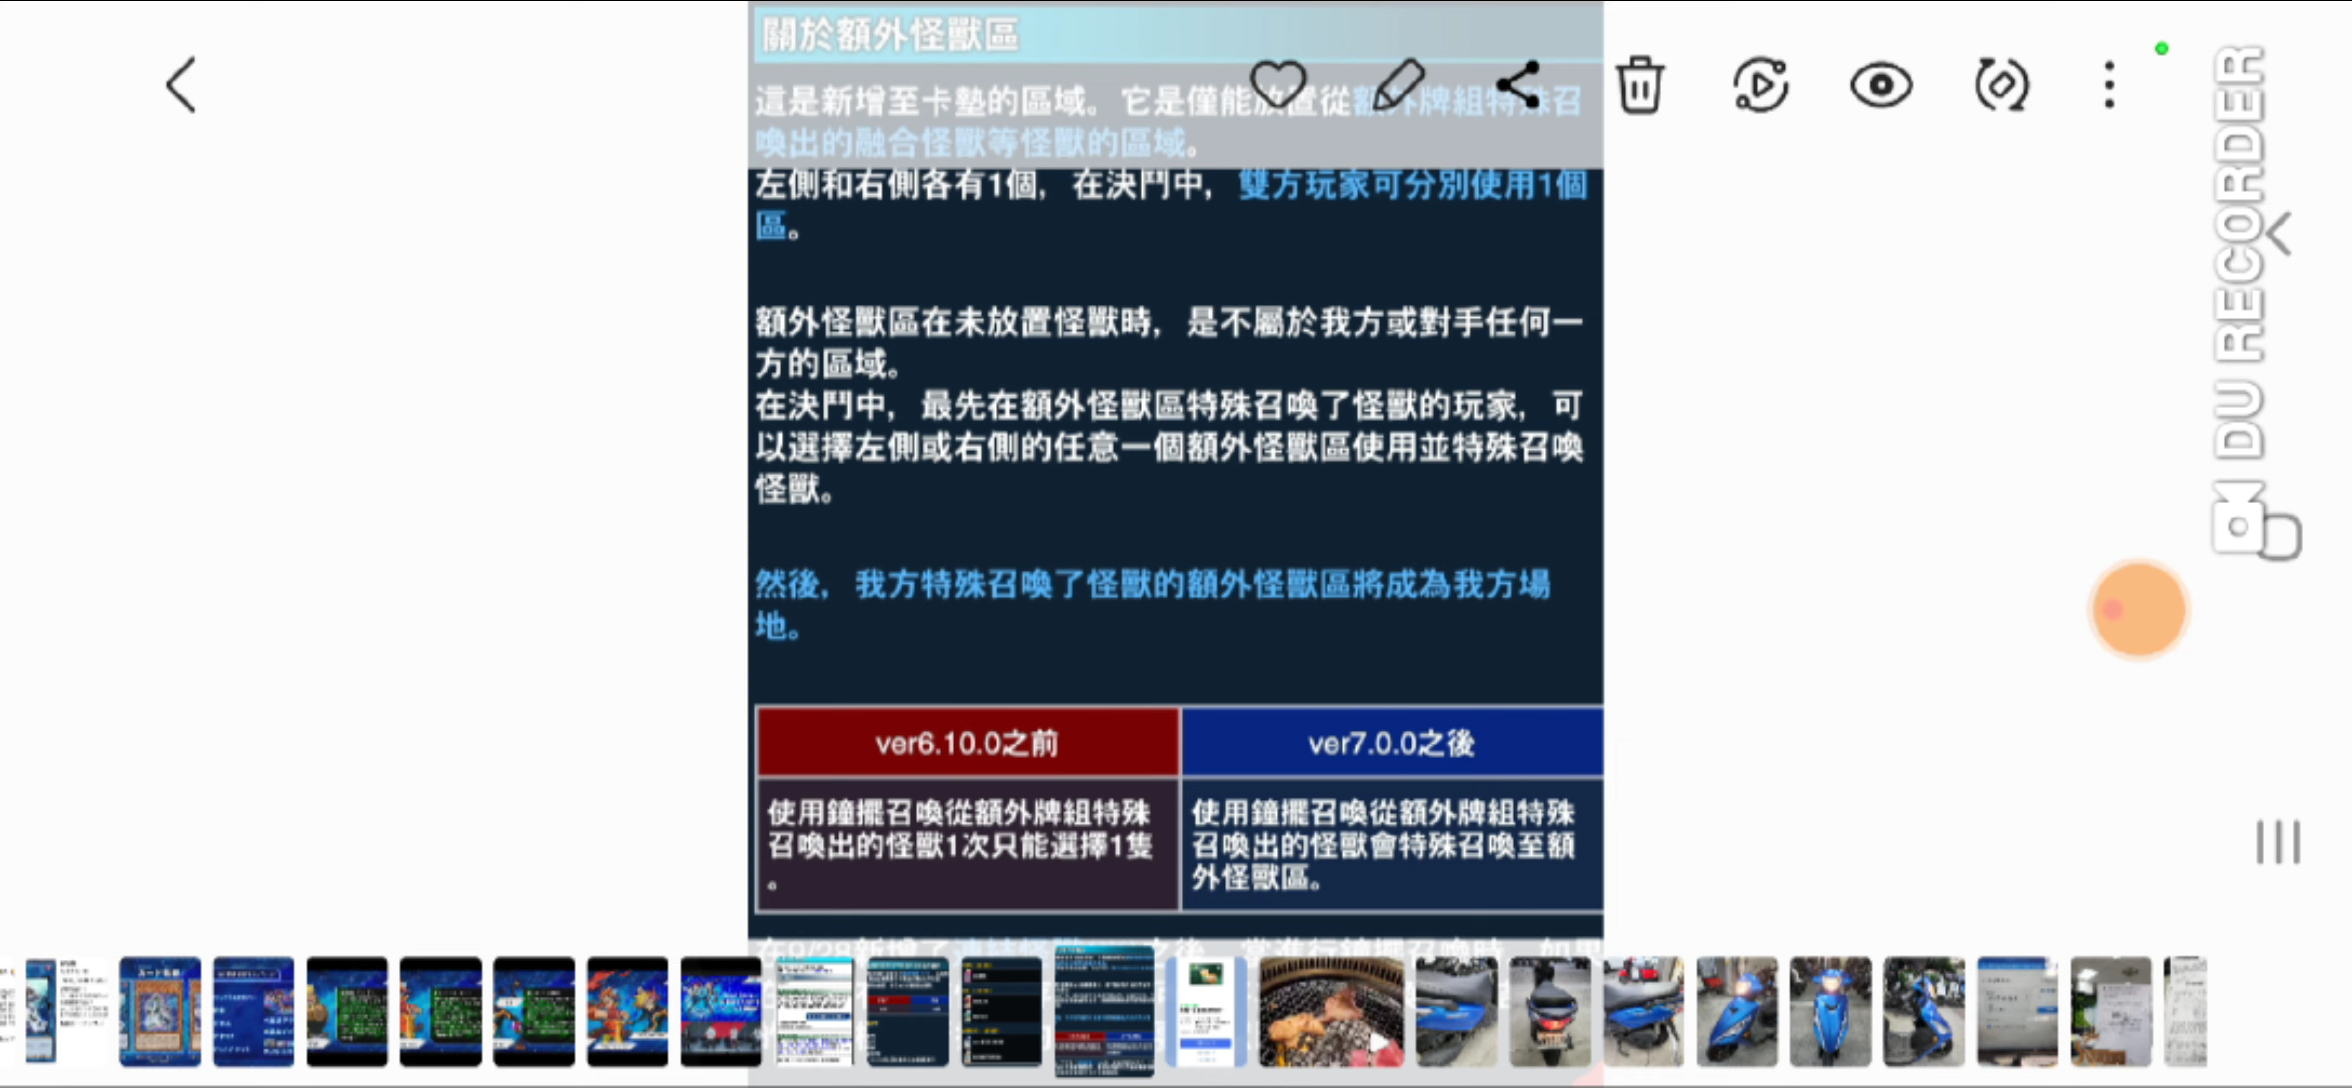 關於額外怪獸區
這是新增至卡墊的區域。它是僅能放置從額外牌組特殊召
喚出的融合怪獸等怪獸的區域。
左側和右側各有1個，在決鬥中，雙方玩家可分別使用1個
區。
額外怪獸區在未放置怪獸時，是不屬於我方或對手任何一
方的區域。
在決鬥中，最先在額外怪獸區特殊召喚了怪獸的玩家，可
以選擇左側或右側的任意一個額外怪獸區使用並特殊召喚
怪獸。
然後，我方特殊召喚了怪獸的額外怪獸區將成為我方場
地。
ver6.10.0之前
ver7.0.0之後
使用鐘擺召喚從額外牌組特殊
召喚出的怪獸1次只能選擇1隻
。
使用鐘擺召喚從額外牌組特殊
召喚出的怪獸會特殊召喚至額
外怪獸區。
DU RECORDER